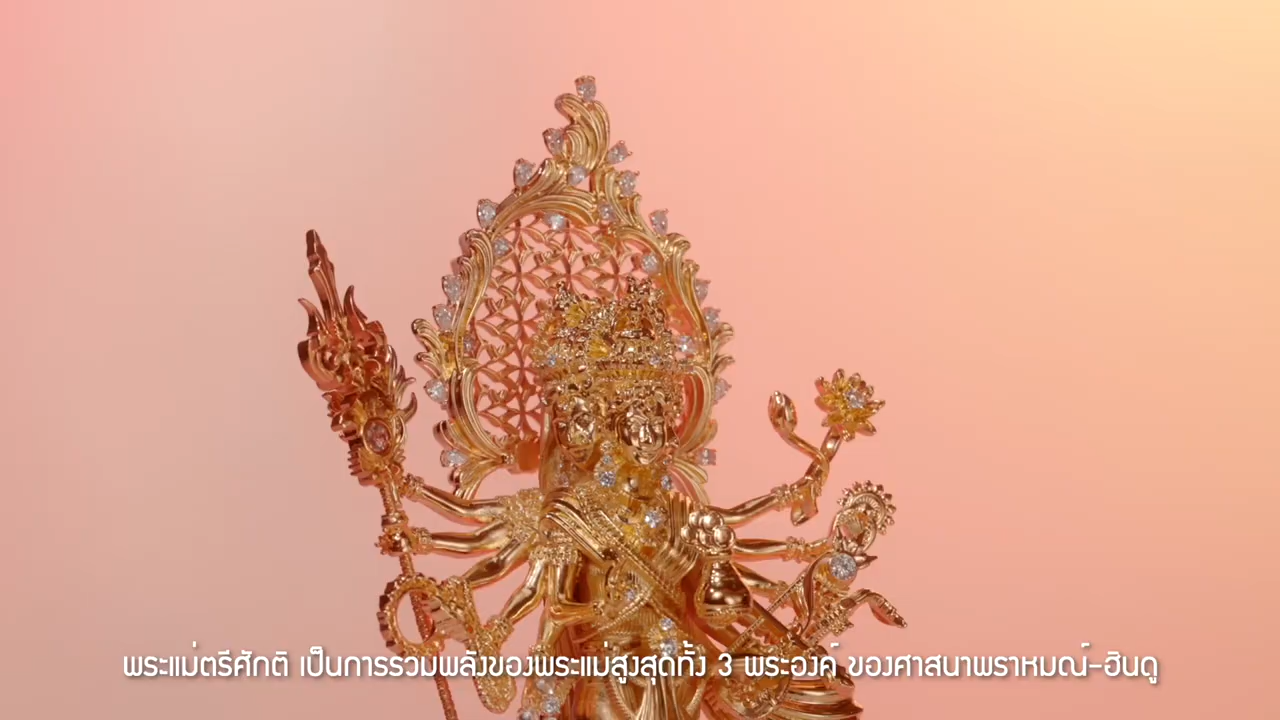 พระแม่ตรีศักติ เป็นการรวมพลังของพระแม่สูงสุดทั้ง 3 พระองค์ ของศาสนาพราหมณ์-ฮินดู